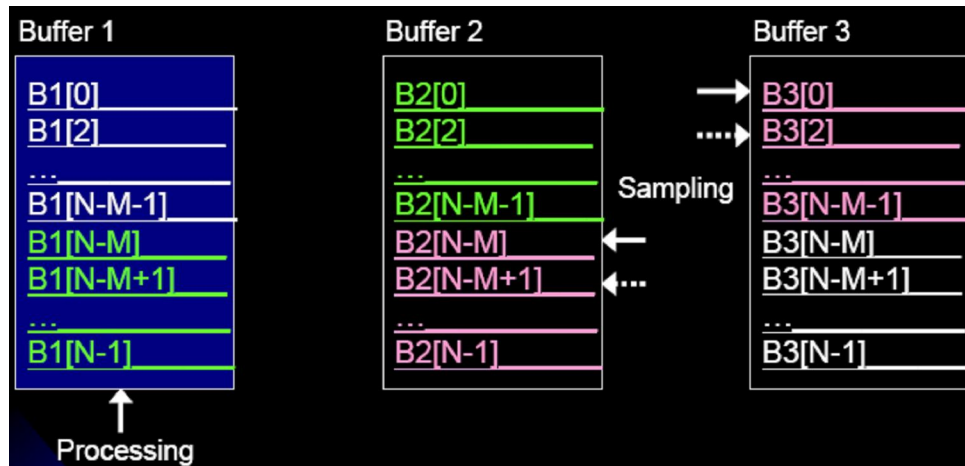 Buffer 1
B1[0]
B1[2]
...
B1[N-M-1]
B1[N-M]
B1[N-M+1]
...
B1[N-1]
Processing
Buffer 2
B2[0]
B2[2]
...
B2[N-M-1]
B2[N-M]
B2[N-M+1]
...
B2[N-1]
Sampling
Buffer 3
B3[0]
B3[2]
...
B3[N-M-1]
B3[N-M]
B3[N-M+1]
...
B3[N-1]